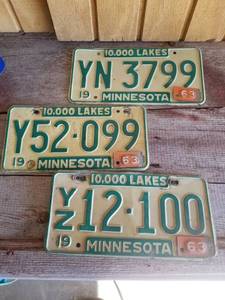 10,000 LAKES
YN·3799
19 MINNESOTA 63
10,000 LAKES
Y52·099
19 MINNESOTA 63
10,000 LAKES
YZ 12·100
19 MINNESOTA 63